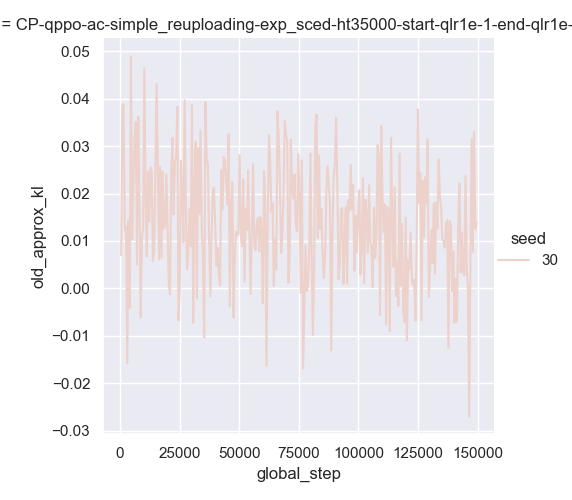 = CP-qppo-ac-simple_reuploading-exp_sced-ht35000-start-qlr1e-1-end-qlr1e-
0.05
0.04
0.03
0.02
0.01
0.00
−0.01
−0.02
−0.03
old_approx_kl
0 25000 50000 75000 100000 125000 150000
global_step
seed
30